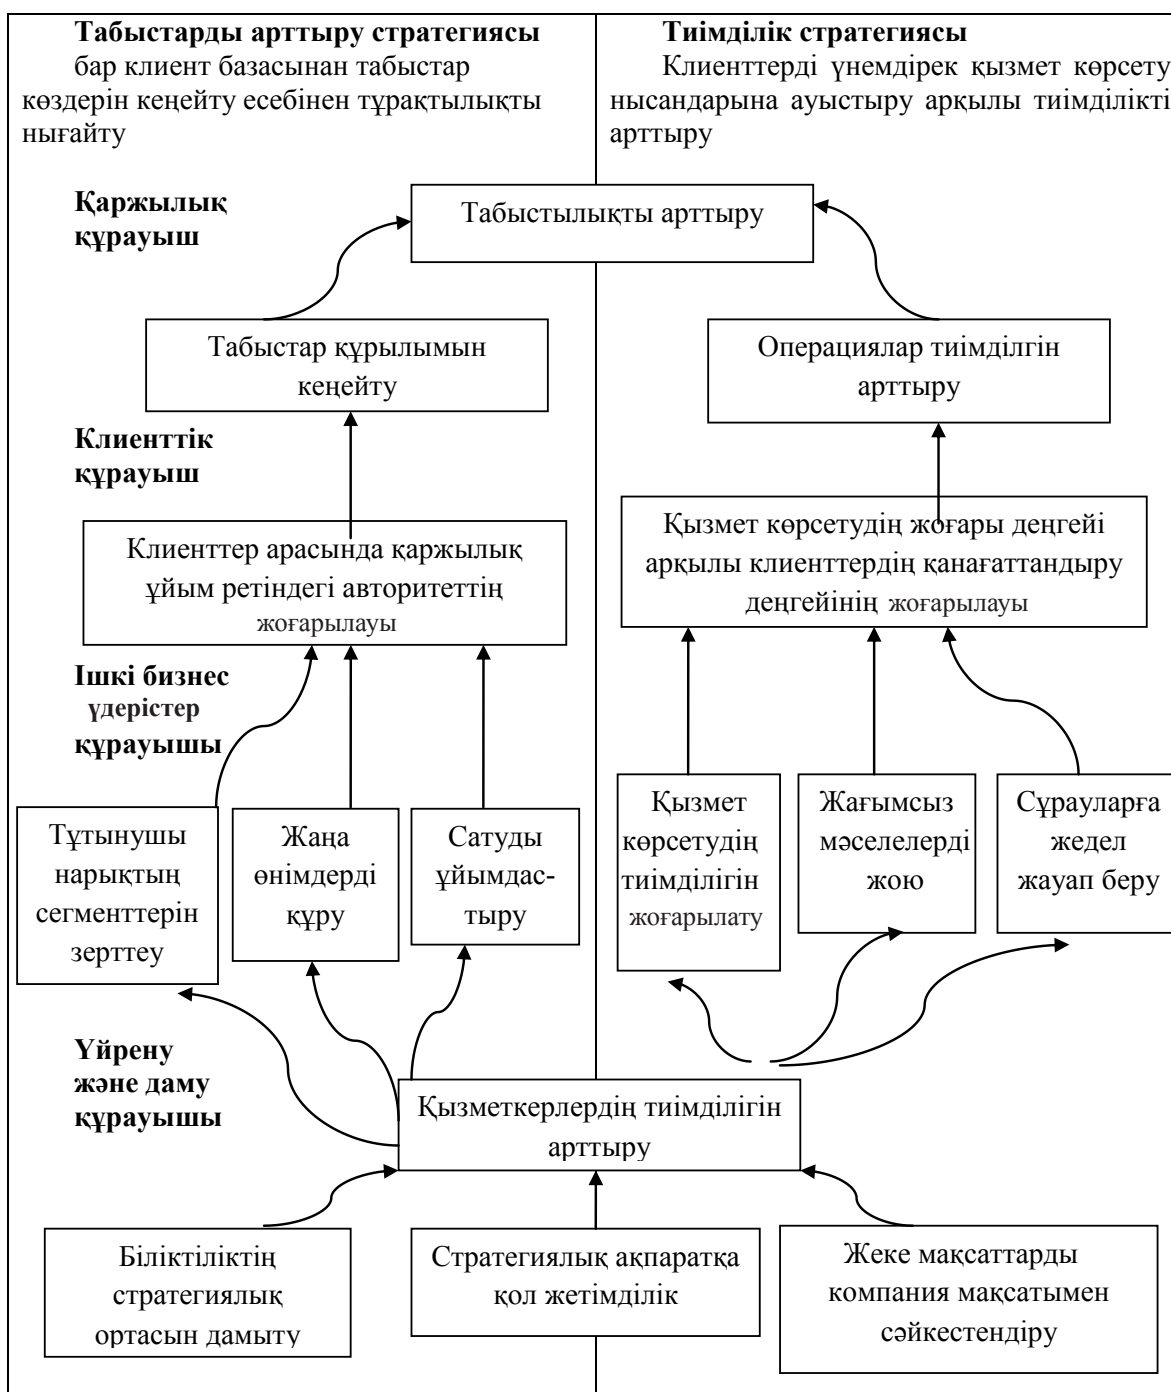 Табыстарды арттыру стратегиясы
бар клиент базасынан табыстар
көздерін кеңейту есебінен тұрақтылықты
нығайту
Тиімділік стратегиясы
Клиенттерді үнемдірек қызмет көрсету
нысандарына ауыстыру арқылы тиімділікті
арттыру
Қаржылық
құрауыш
Табыстылықты арттыру
Табыстар құрылымын
кеңейту
Операциялар тиімділгін
арттыру
Клиенттік
құрауыш
Клиенттер арасында қаржылық
ұйым ретіндегі авторитеттің
жоғарылауы
Қызмет көрсетудің жоғары деңгейі
арқылы клиенттердің қанағаттандыру
деңгейінің жоғарылауы
Ішкі бизнес
үдерістер
құрауышы
Тұтынушы
нарықтың
сегменттерін
зерттеу
Жаңа
өнімдерді
құру
Сатуды
ұйымдас-
тыру
Қызмет
көрсетудің
тиімділігін
жоғарылату
Жағымсыз
мәселелерді
жою
Сұрауларға
жедел
жауап беру
Үйрену
және даму
құрауышы
Қызметкерлердің тиімділігін
арттыру
Біліктіліктің
стратегиялық
ортасын дамыту
Стратегиялық ақпаратқа
қол жетімділік
Жеке мақсаттарды
компания мақсатымен
сәйкестендіру